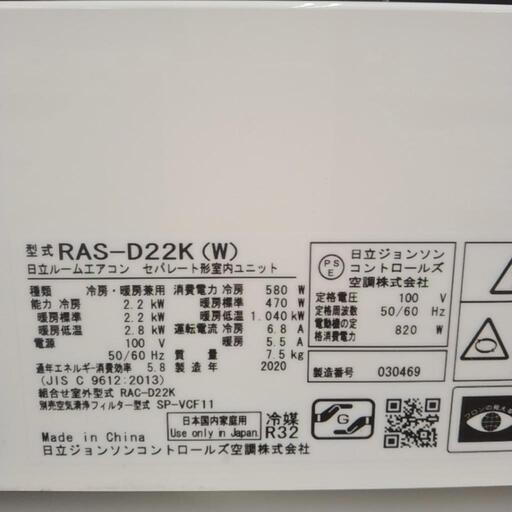 型式 RAS-D22K (W)
日立ルームエアコン セパレート形室内ユニット
種類 冷房・暖房兼用 消費電力 冷房 580 W
能力 冷房 2.2 kW 暖房標準 470 W
暖房標準 2.2 kW 暖房低温 1.040 kW
暖房低温 2.8 kW 運転電流 冷房 6.8 A
電源 100 V 暖房 5.5 A
50/60 Hz 質量 7.5 kg
通年エネルギー消費効率 5.8 製造年 2020
(JIS C 9612:2013)
組合せ室外型式 RAC-D22K
別売空気清浄フィルター型式 SP-VCF11
日本国内家庭用
Use only in Japan
冷媒
R32
Made in China
日立ジョンソンコントロールズ空調株式会社
PS
E
日立ジョンソン
コントロールズ
空調株式会社
定格電圧 100 V
定格周波数 50/60 Hz
電動機の定
格消費電力 820 W
製造番号 030469
G
フロンの見える